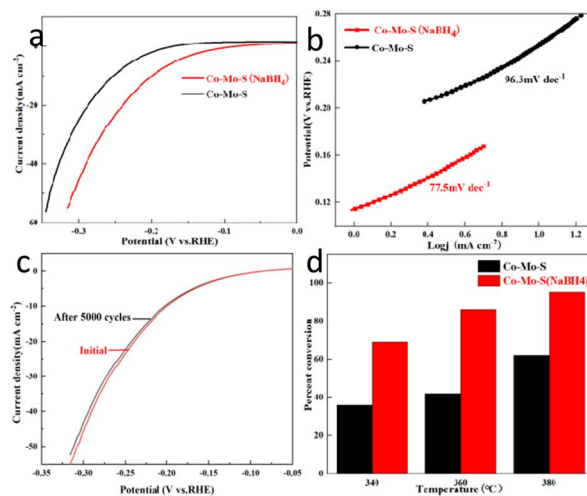 a
Co-Mo-S (NaBH4)
Co-Mo-S
Current density(mA cm-2)
-20
-40
60
-0.3
-0.2
-0.1
0.0
Potential (V vs.RHE)
b
Co-Mo-S (NaBH4)
Co-Mo-S
96.3mV dec-1
77.5mV dec-1
Potential(V vs.RHE)
0.28
0.24
0.20
0.16
0.12
0.0
0.2
0.4
0.6
0.8
1.0
1.2
Logj (mA cm-2)
c
After 5000 cycles
Initial
Current density(mA cm-2)
0
-10
-20
-30
-40
-50
-0.35
-0.30
-0.25
-0.20
-0.15
-0.10
-0.05
Potential (V vs.RHE)
d
Co-Mo-S
Co-Mo-S(NaBH4)
Percent conversion
100
80
60
40
20
0
340
360
380
Temperature (°C)